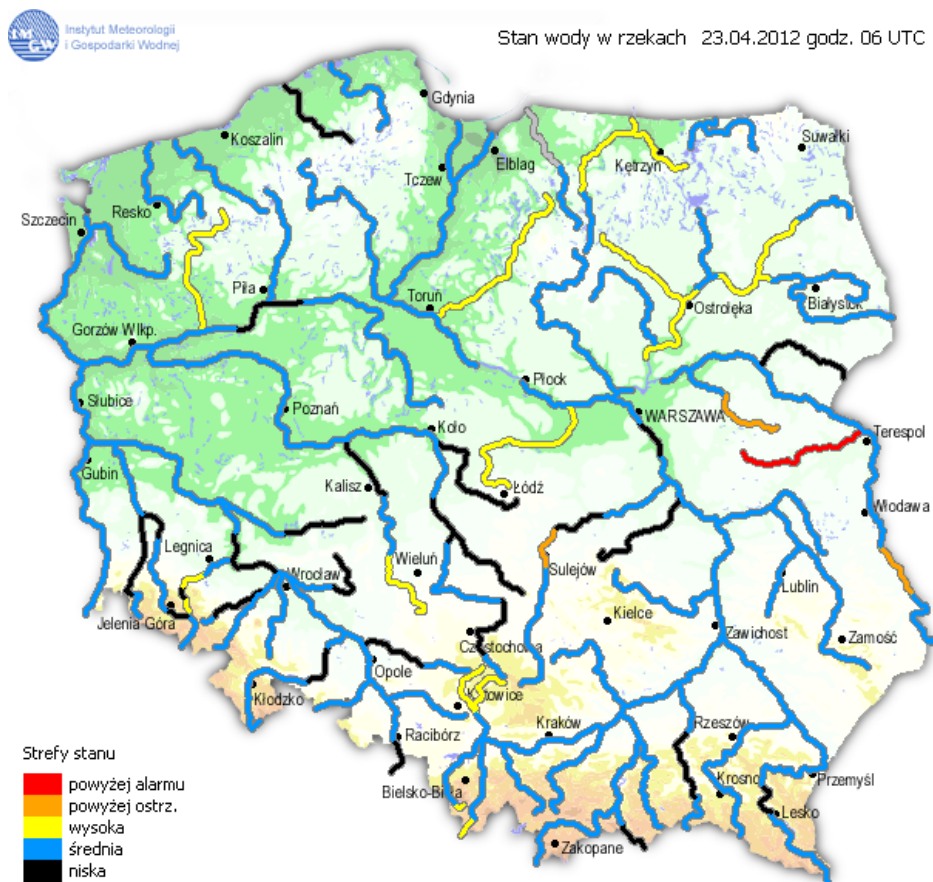 IMGW
Instytut Meteorologii
i Gospodarki Wodnej
Stan wody w rzekach 23.04.2012 godz. 06 UTC
Gdynia
Koszalin
Suwałki
Elbląg
Kętrzyn
Tczew
Resko
Szczecin
Piła
Toruń
Ostrołęka
Białystok
Gorzów Wlkp.
Płock
Słubice
Poznań
WARSZAWA
Koło
Terespol
Gubin
Kalisz
Łódź
Włodawa
Legnica
Wrocław
Wieluń
Sulejów
Lublin
Jelenia Góra
Kielce
Zawichost
Zamość
Częstochowa
Opole
Kłodzko
Katowice
Racibórz
Kraków
Rzeszów
Bielsko-Biała
Krosno
Przemyśl
Lesko
Zakopane
Strefy stanu
powyżej alarmu
powyżej ostrz.
wysoka
średnia
niska